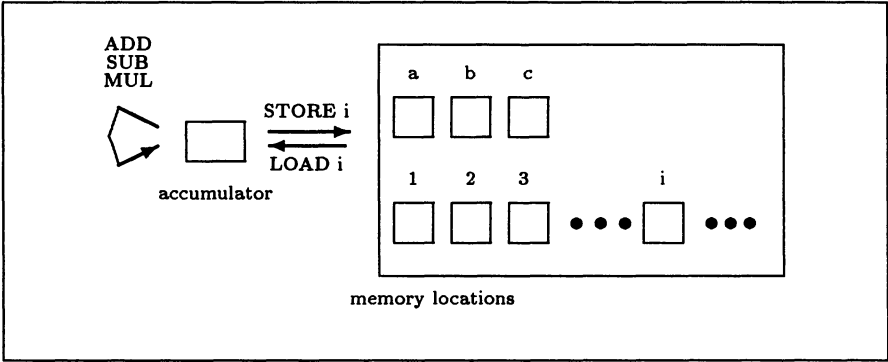 ADD
SUB
MUL
a b c
STORE i
LOAD i
accumulator
1 2 3 i
memory locations